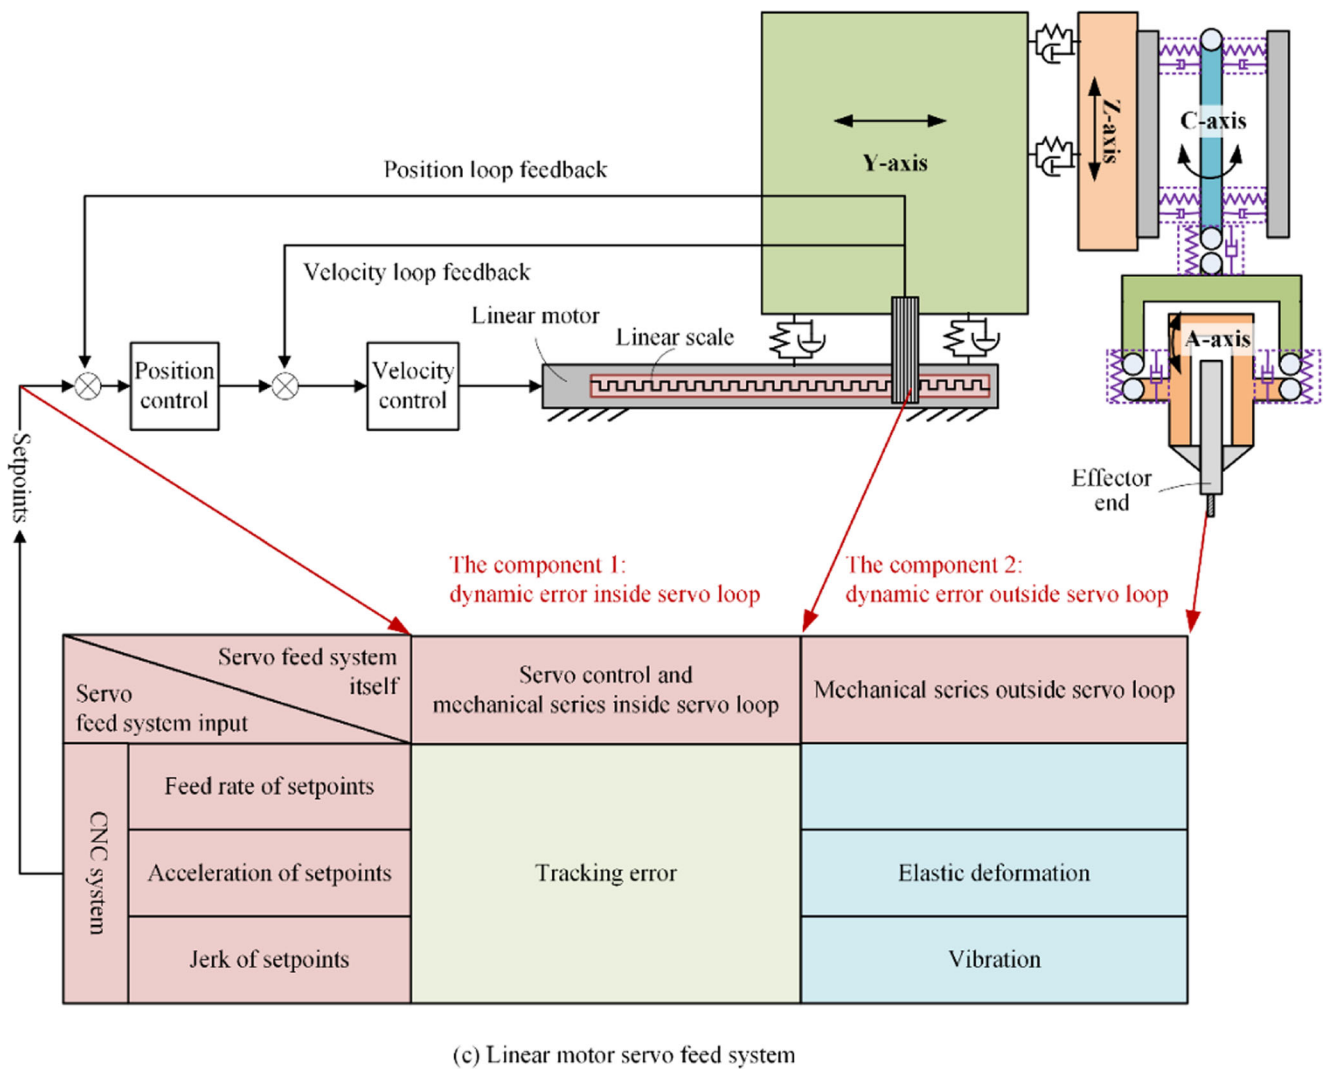 Y-axis
Z-axis
C-axis
Position loop feedback
Velocity loop feedback
Linear motor
Linear scale
A-axis
Position
control
Velocity
control
Setpoints
Effector
end
The component 1:
dynamic error inside servo loop
The component 2:
dynamic error outside servo loop
Servo feed system
itself
Servo
feed system input
Servo control and
mechanical series inside servo loop
Mechanical series outside servo loop
CNC system
Feed rate of setpoints
Acceleration of setpoints
Jerk of setpoints
Tracking error
Elastic deformation
Vibration
(c) Linear motor servo feed system